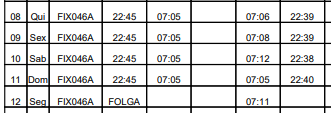 08 Qui FIX046A 22:45 07:05 07:06 22:39
09 Sex FIX046A 22:45 07:05 07:08 22:39
10 Sab FIX046A 22:45 07:05 07:12 22:38
11 Dom FIX046A 22:45 07:05 07:05 22:40
12 Seg FIX046A FOLGA 07:11